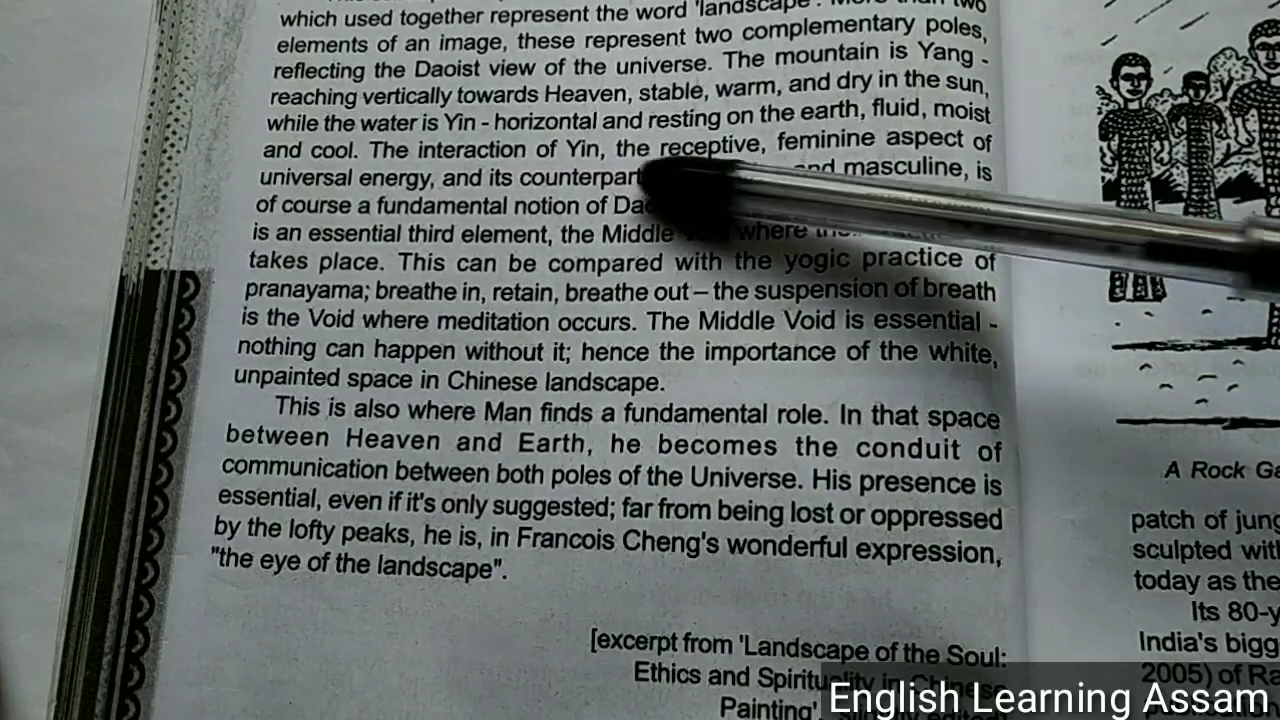 which used together represent the word 'landscape'. More than two
elements of an image, these represent two complementary poles,
reflecting the Daoist view of the universe. The mountain is Yang -
reaching vertically towards Heaven, stable, warm, and dry in the sun,
while the water is Yin - horizontal and resting on the earth, fluid, moist
and cool. The interaction of Yin, the receptive, feminine aspect of
universal energy, and its counterpart and masculine, is
of course a fundamental notion of
is an essential third element, the Middle where
takes place. This can be compared with the yogic practice of
pranayama; breathe in, retain, breathe out – the suspension of breath
is the Void where meditation occurs. The Middle Void is essential -
nothing can happen without it; hence the importance of the white,
unpainted space in Chinese landscape.
This is also where Man finds a fundamental role. In that space
between Heaven and Earth, he becomes the conduit of
communication between both poles of the Universe. His presence is
essential, even if it's only suggested; far from being lost or oppressed
by the lofty peaks, he is, in Francois Cheng's wonderful expression,
"the eye of the landscape".
[excerpt from 'Landscape of the Soul:
Ethics and Spirituality in Chinese
Painting',
A Rock
patch of
sculpted
today as the
Its
India's
2005) of
English Learning Assam